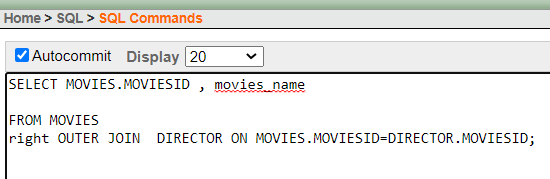 Home > SQL > SQL Commands
Autocommit Display 20
SELECT MOVIES.MOVIESID , movies_name
FROM MOVIES
right OUTER JOIN  DIRECTOR ON MOVIES.MOVIESID=DIRECTOR.MOVIESID;